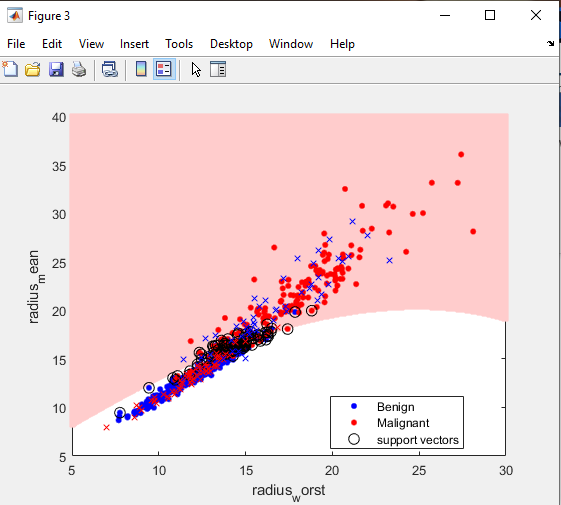 Figure 3
File Edit View Insert Tools Desktop Window Help
40
35
30
25
20
15
10
5
radius_mean
5 10 15 20 25 30
radius_worst
Benign
Malignant
support vectors